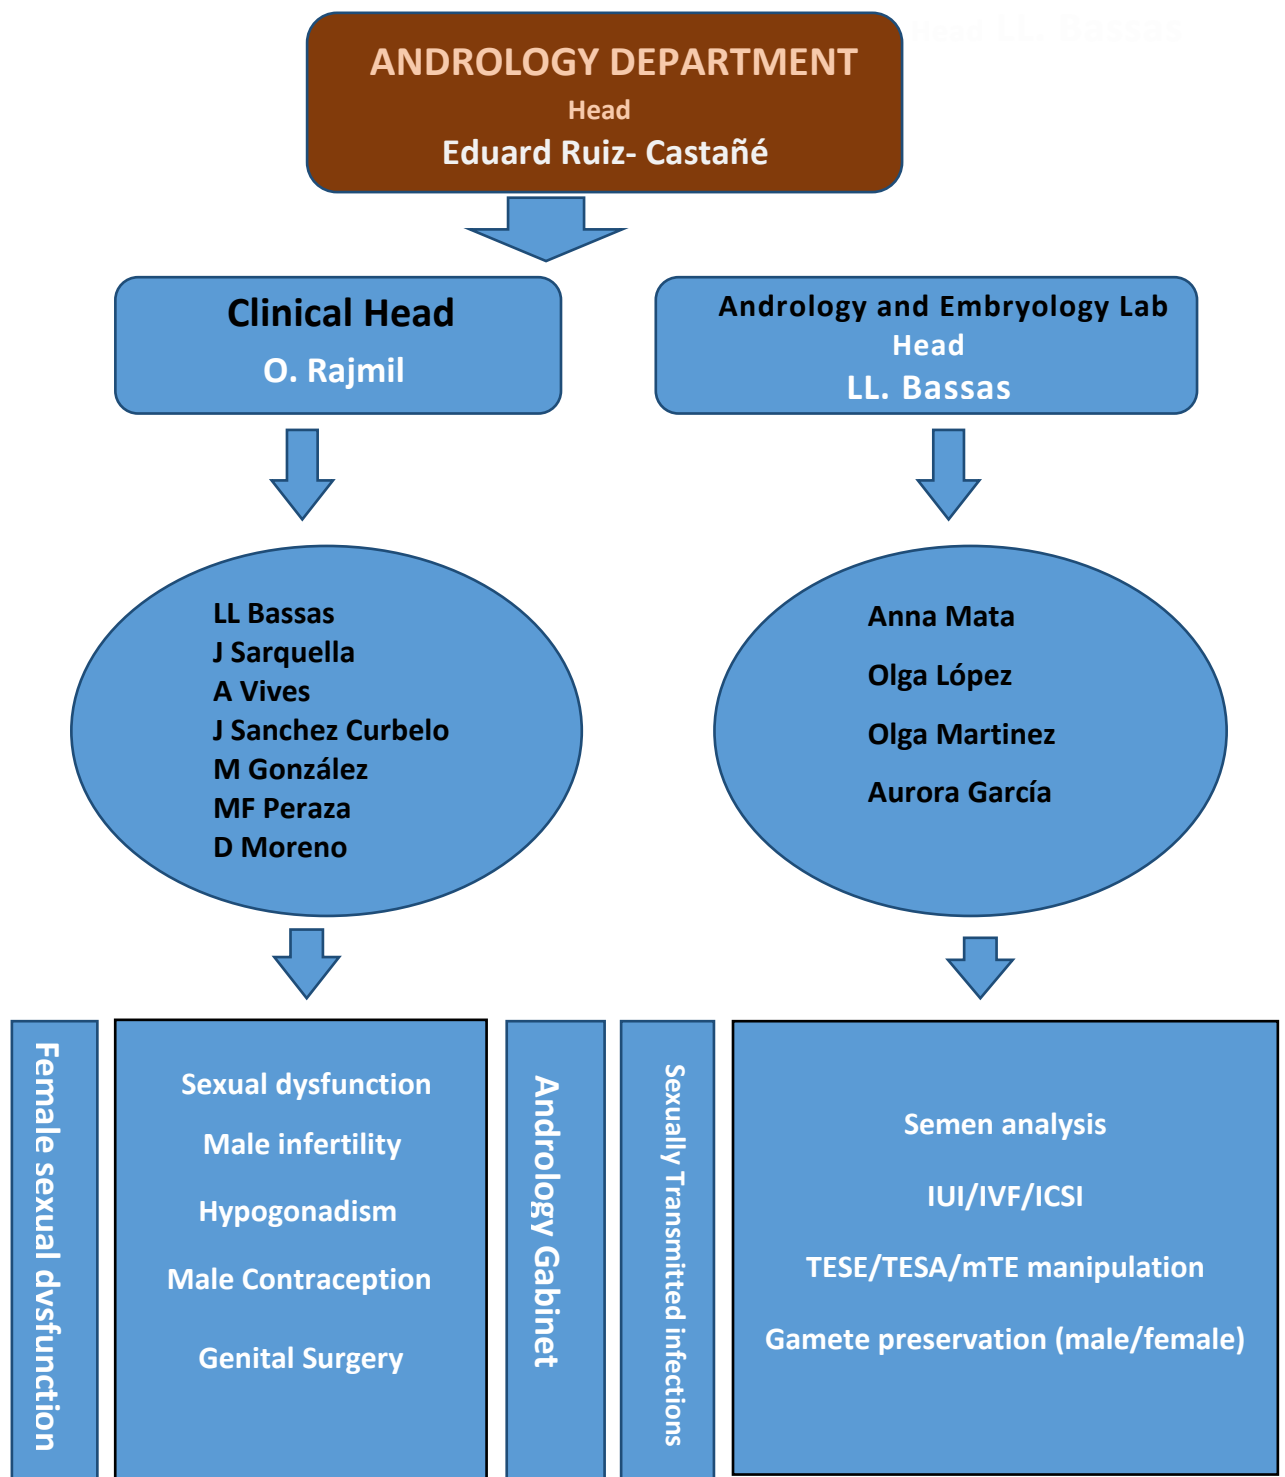 ANDROLOGY DEPARTMENT
Head
Eduard Ruiz- Castañé
Clinical Head
O. Rajmil
Andrology and Embryology Lab
Head
LL. Bassas
LL Bassas
J Sarquella
A Vives
J Sanchez Curbelo
M González
MF Peraza
D Moreno
Anna Mata
Olga López
Olga Martinez
Aurora García
Female sexual dysfunction
Sexual dysfunction
Male infertility
Hypogonadism
Male Contraception
Genital Surgery
Andrology Gabinet
Sexually Transmitted infections
Semen analysis
IUI/IVF/ICSI
TESE/TESA/mTE manipulation
Gamete preservation (male/female)